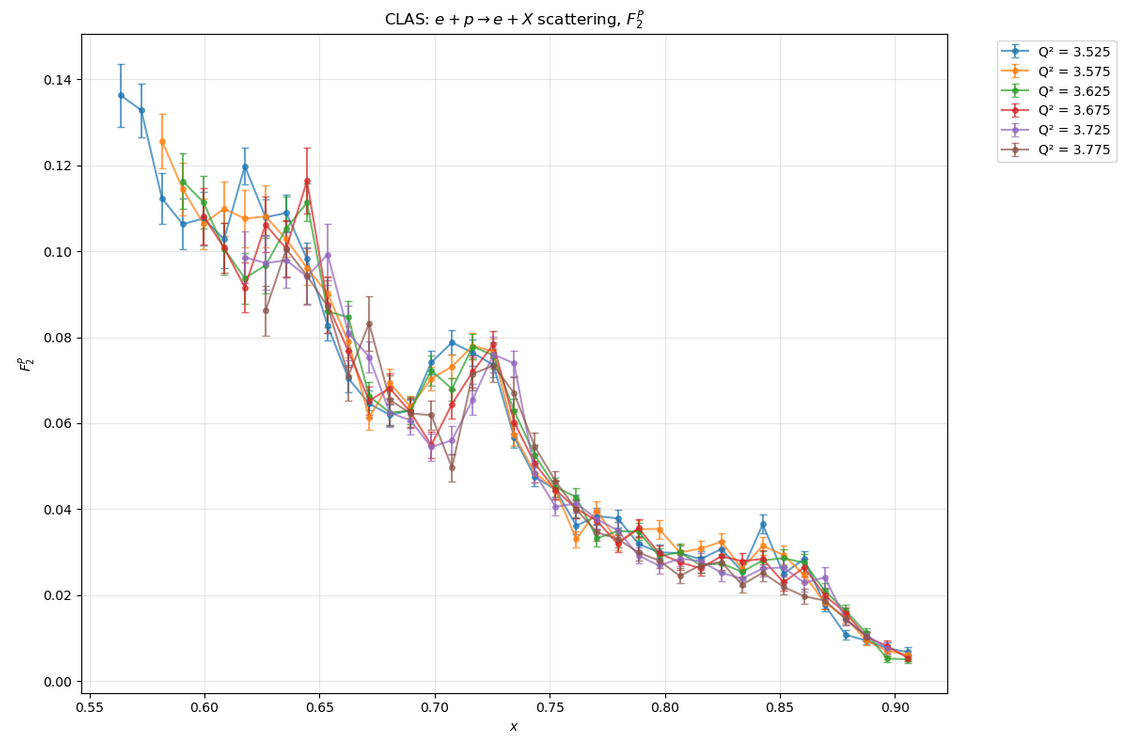 CLAS: e + p → e + X scattering, F₂ᵖ
Q² = 3.525
Q² = 3.575
Q² = 3.625
Q² = 3.675
Q² = 3.725
Q² = 3.775
0.14
0.12
0.10
0.08
F₂ᵖ
0.06
0.04
0.02
0.00
0.55 0.60 0.65 0.70 0.75 0.80 0.85 0.90
x